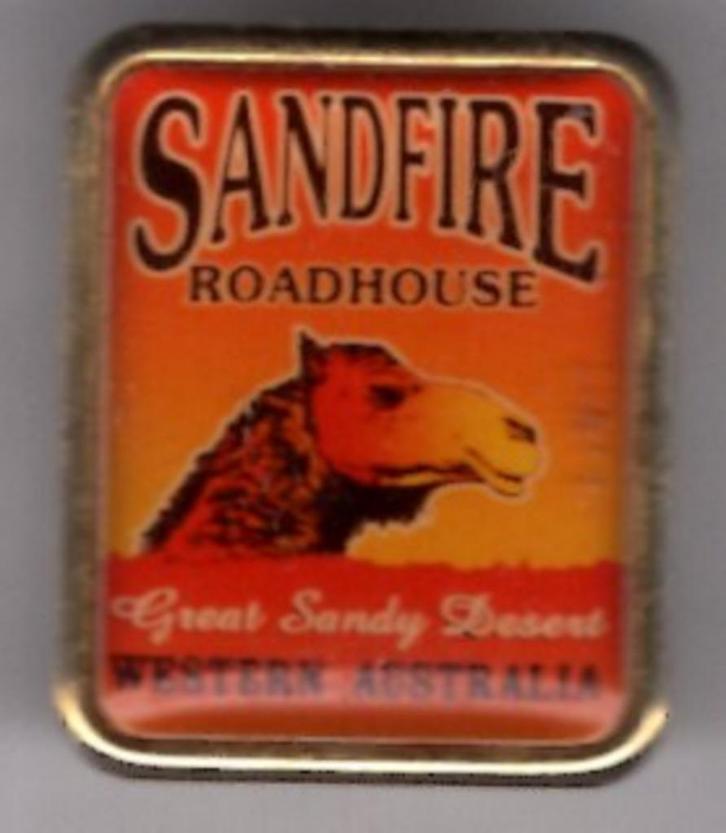 SANDFIRE
ROADHOUSE
Great Sandy Desert
WESTERN AUSTRALIA